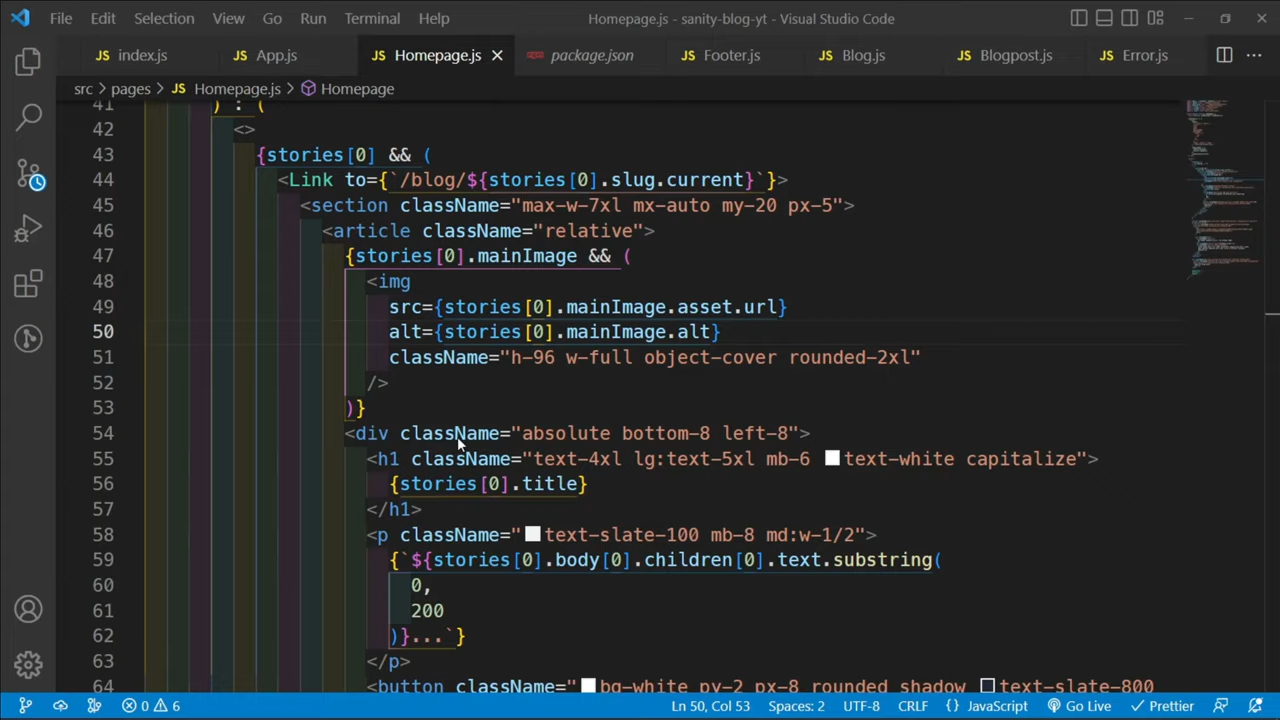 File Edit Selection View Go Run Terminal Help Homepage.js - sanity-blog-yt - Visual Studio Code
JS index.js JS App.js JS Homepage.js package.json JS Footer.js JS Blog.js JS Blogpost.js JS Error.js
src > pages > JS Homepage.js > Homepage
41 ) : (
42 <>
43 {stories[0] && (
44 <Link to={`/blog/${stories[0].slug.current}`}>
45 <section className="max-w-7xl mx-auto my-20 px-5">
46 <article className="relative">
47 {stories[0].mainImage && (
48 <img
49 src={stories[0].mainImage.asset.url}
50 alt={stories[0].mainImage.alt}
51 className="h-96 w-full object-cover rounded-2xl"
52 />
53 )}
54 <div className="absolute bottom-8 left-8">
55 <h1 className="text-4xl lg:text-5xl mb-6 text-white capitalize">
56 {stories[0].title}
57 </h1>
58 <p className="text-slate-100 mb-8 md:w-1/2">
59 {`${stories[0].body[0].children[0].text.substring(
60 0,
61 200
62 )}...`}
63 </p>
64 <button className="bg-white py-2 px-8 rounded shadow text-slate-800
0 6 Ln 50, Col 53 Spaces: 2 UTF-8 CRLF {} JavaScript Go Live Prettier